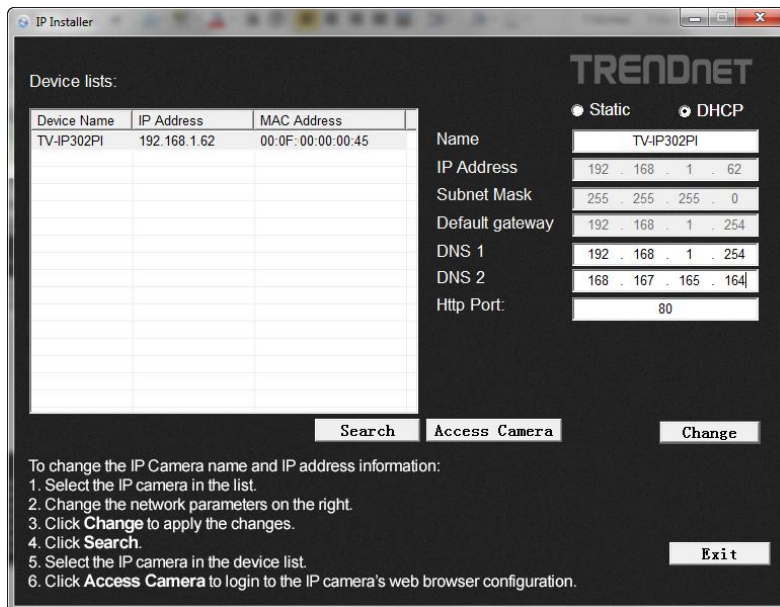 IP Installer
TRENDnet
Device lists:
Static DHCP
Device Name IP Address MAC Address
TV-IP302PI 192.168.1.62 00:0F:00:00:00:45
Name TV-IP302PI
IP Address 192 . 168 . 1 . 62
Subnet Mask 255 . 255 . 255 . 0
Default gateway 192 . 168 . 1 . 254
DNS 1 192 . 168 . 1 . 254
DNS 2 168 . 167 . 165 . 164
Http Port: 80
Search Access Camera Change
To change the IP Camera name and IP address information:
1. Select the IP camera in the list.
2. Change the network parameters on the right.
3. Click Change to apply the changes.
4. Click Search.
5. Select the IP camera in the device list.
6. Click Access Camera to login to the IP camera's web browser configuration.
Exit